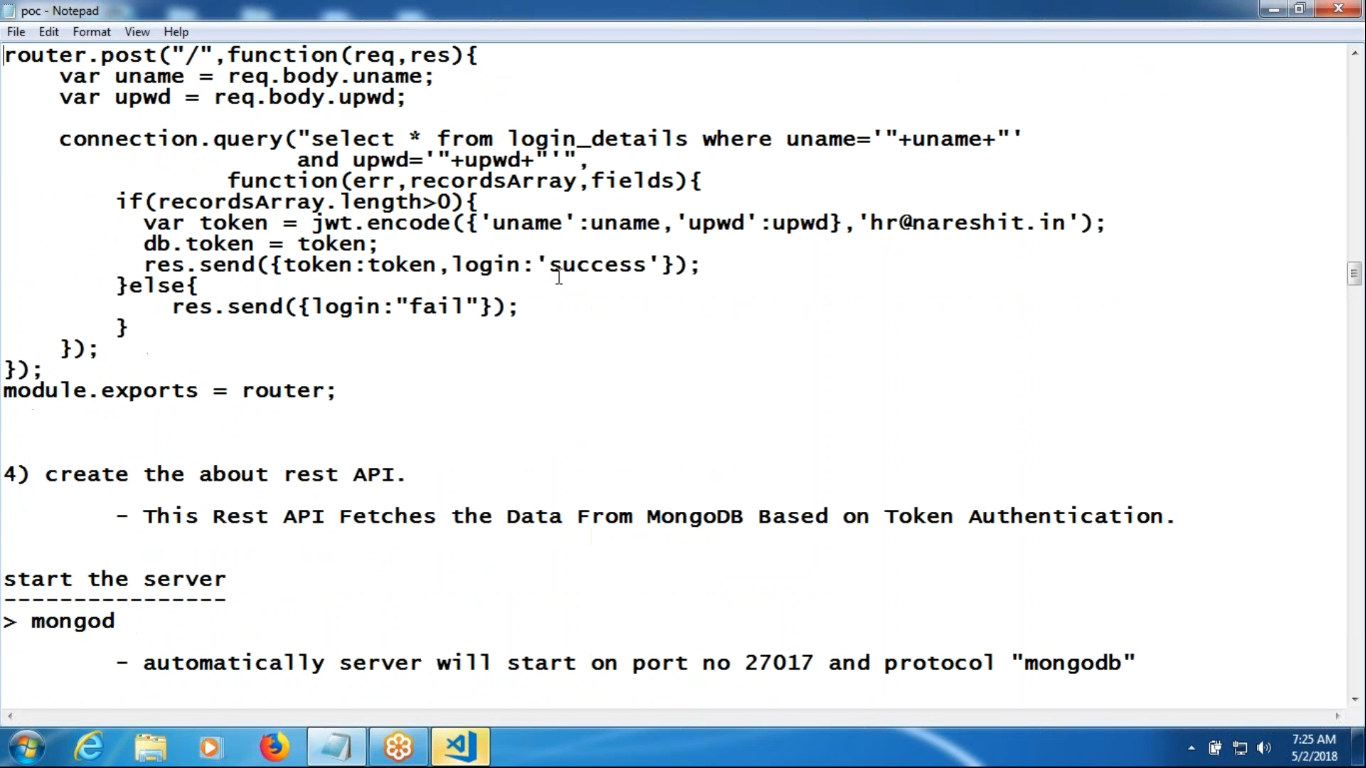 poc - Notepad
File Edit Format View Help
router.post("/",function(req,res){
    var uname = req.body.uname;
    var upwd = req.body.upwd;
    connection.query("select * from login_details where uname='"+uname+"'
                     and upwd='"+upwd+"'",
                function(err,recordsArray,fields){
        if(recordsArray.length>0){
          var token = jwt.encode({'uname':uname,'upwd':upwd},'hr@nareshit.in');
          db.token = token;
          res.send({token:token,login:'success'});
        }else{
            res.send({login:"fail"});
        }
    });
});
module.exports = router;
4) create the about rest API.
        - This Rest API Fetches the Data From MongoDB Based on Token Authentication.
start the server
----------------
> mongod
        - automatically server will start on port no 27017 and protocol "mongodb"
7:25 AM
5/2/2018